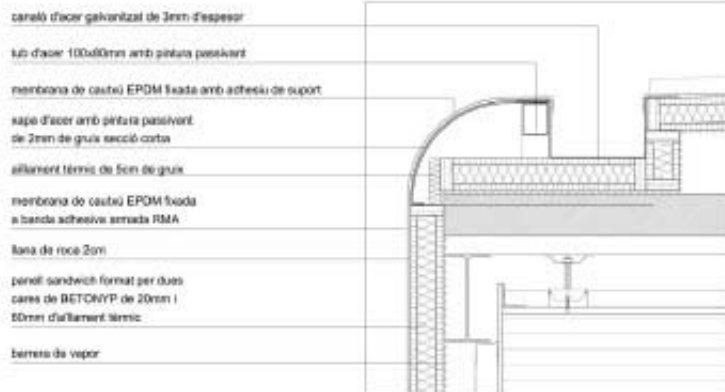 canaló d'acer galvanitzat de 3mm d'espesor
tub d'acer 100x80mm amb pintura passivant
membrana de cautxú EPDM fixada amb adhesiu de suport
xapa d'acer amb pintura passivant
de 2mm de gruix secció corba
aïllament tèrmic de 5cm de gruix
membrana de cautxú EPDM fixada
a banda adhesiva armada RMA
llana de roca 2cm
panell sandwich format per dues
cares de BETONYP de 20mm i
60mm d'aïllament tèrmic
barrera de vapor